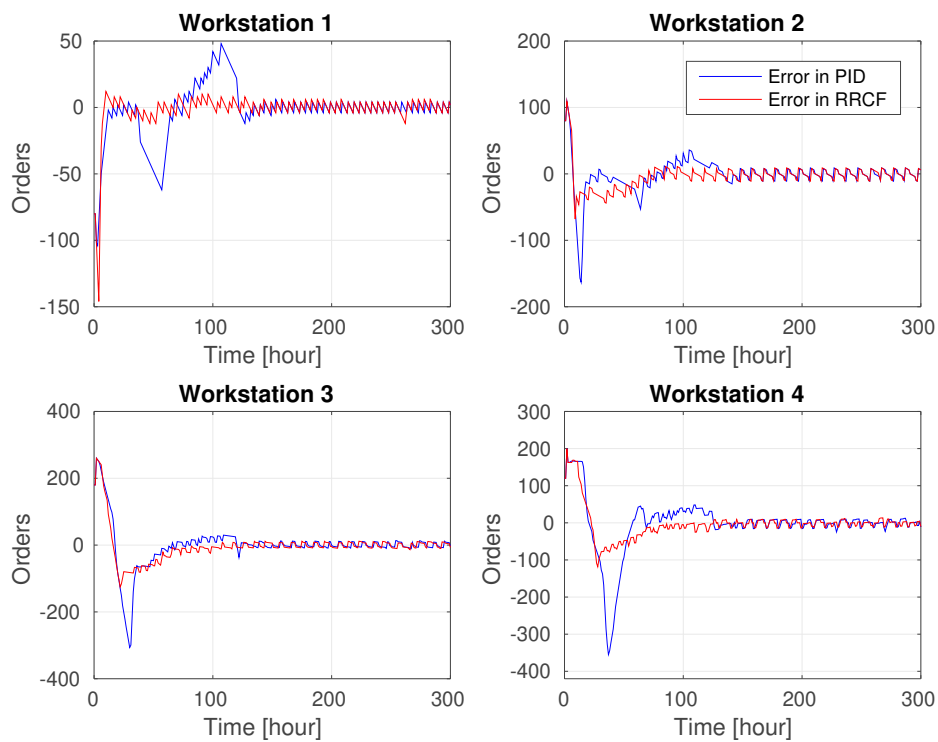 Workstation 1
50
0
-50
-100
-150
Orders
0 100 200 300
Time [hour]
Workstation 2
Error in PID
Error in RRCF
200
100
0
-100
-200
Orders
0 100 200 300
Time [hour]
Workstation 3
400
200
0
-200
-400
Orders
0 100 200 300
Time [hour]
Workstation 4
300
200
100
0
-100
-200
-300
-400
Orders
0 100 200 300
Time [hour]